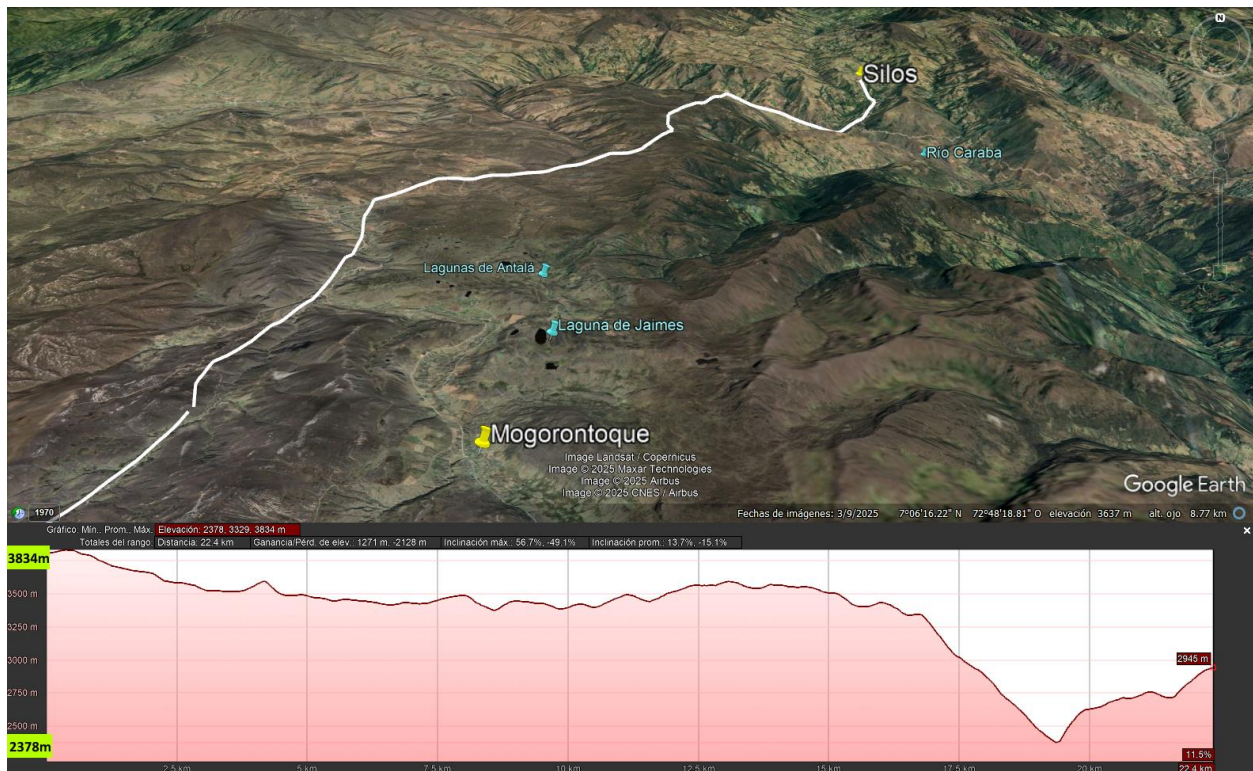 N
Silos
Río Caraba
Lagunas de Antalá
Laguna de Jaimes
Mogorontoque
Image Landsat / Copernicus
Image © 2025 Maxar Technologies
Image © 2025 Airbus
Image © 2025 CNES / Airbus
Google Earth
1970
Fechas de imágenes: 3/9/2025 7°06'16.22" N 72°48'18.81" O elevación 3637 m alt. ojo 8.77 km
Gráfico: Mín., Prom., Máx. Elevación: 2378, 3329, 3834 m
Totales del rango: Distancia: 22.4 km Ganancia/Pérd. de elev.: 1271 m, -2128 m Inclinación máx.: 56.7%, -49.1% Inclinación prom.: 13.7%, -15.1%
3834m
3500 m
3250 m
3000 m
2945 m
2750 m
2500 m
2378m
11.5%
2.5 km 5 km 7.5 km 10 km 12.5 km 15 km 17.5 km 20 km 22.4 km